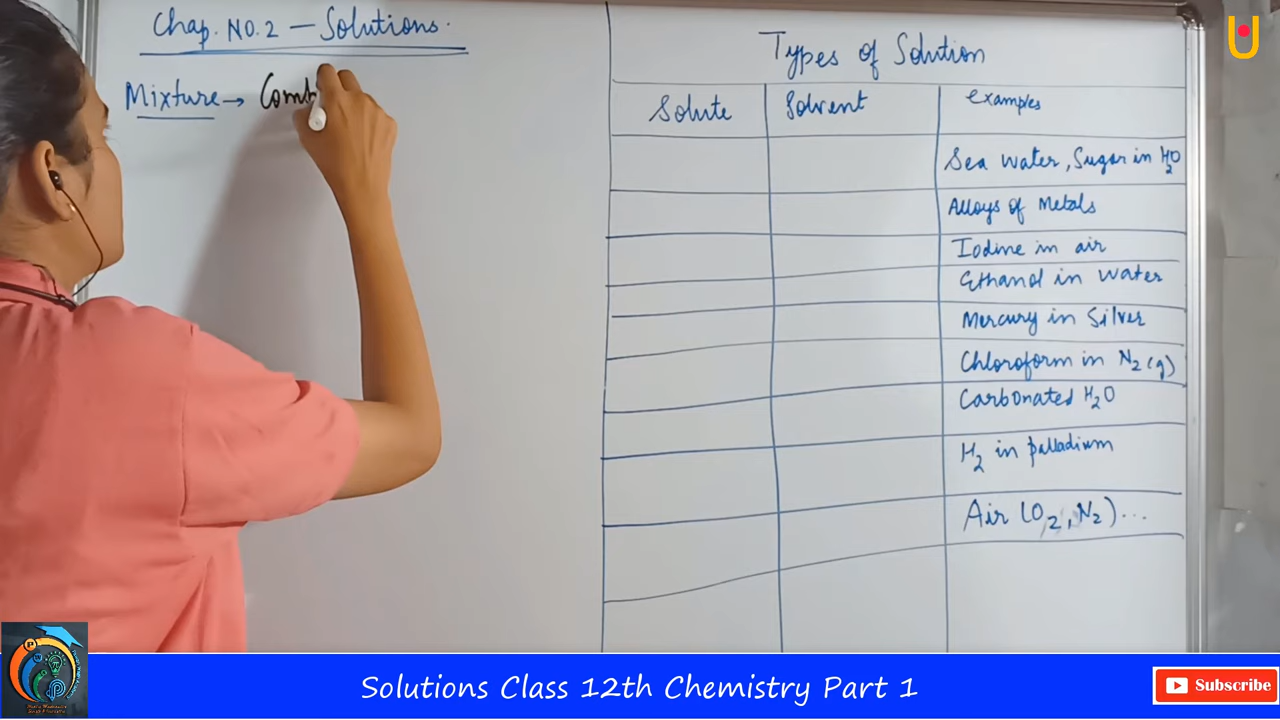 Chap. NO. 2 – Solutions.
Mixture → Comb
Types of Solution
Solute Solvent examples
Sea water, Sugar in H2O
Alloys of Metals
Iodine in air
Ethanol in water
Mercury in Silver
Chloroform in N2(g)
Carbonated H2O
H2 in palladium
Air (O2, N2)...
Solutions Class 12th Chemistry Part 1
Subscribe